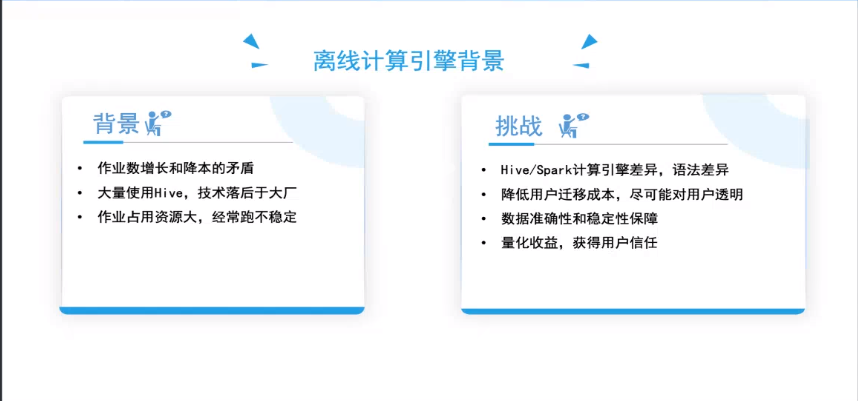 离线计算引擎背景
背景
• 作业数增长和降本的矛盾
• 大量使用Hive，技术落后于大厂
• 作业占用资源大，经常跑不稳定
挑战
• Hive/Spark计算引擎差异，语法差异
• 降低用户迁移成本，尽可能对用户透明
• 数据准确性和稳定性保障
• 量化收益，获得用户信任